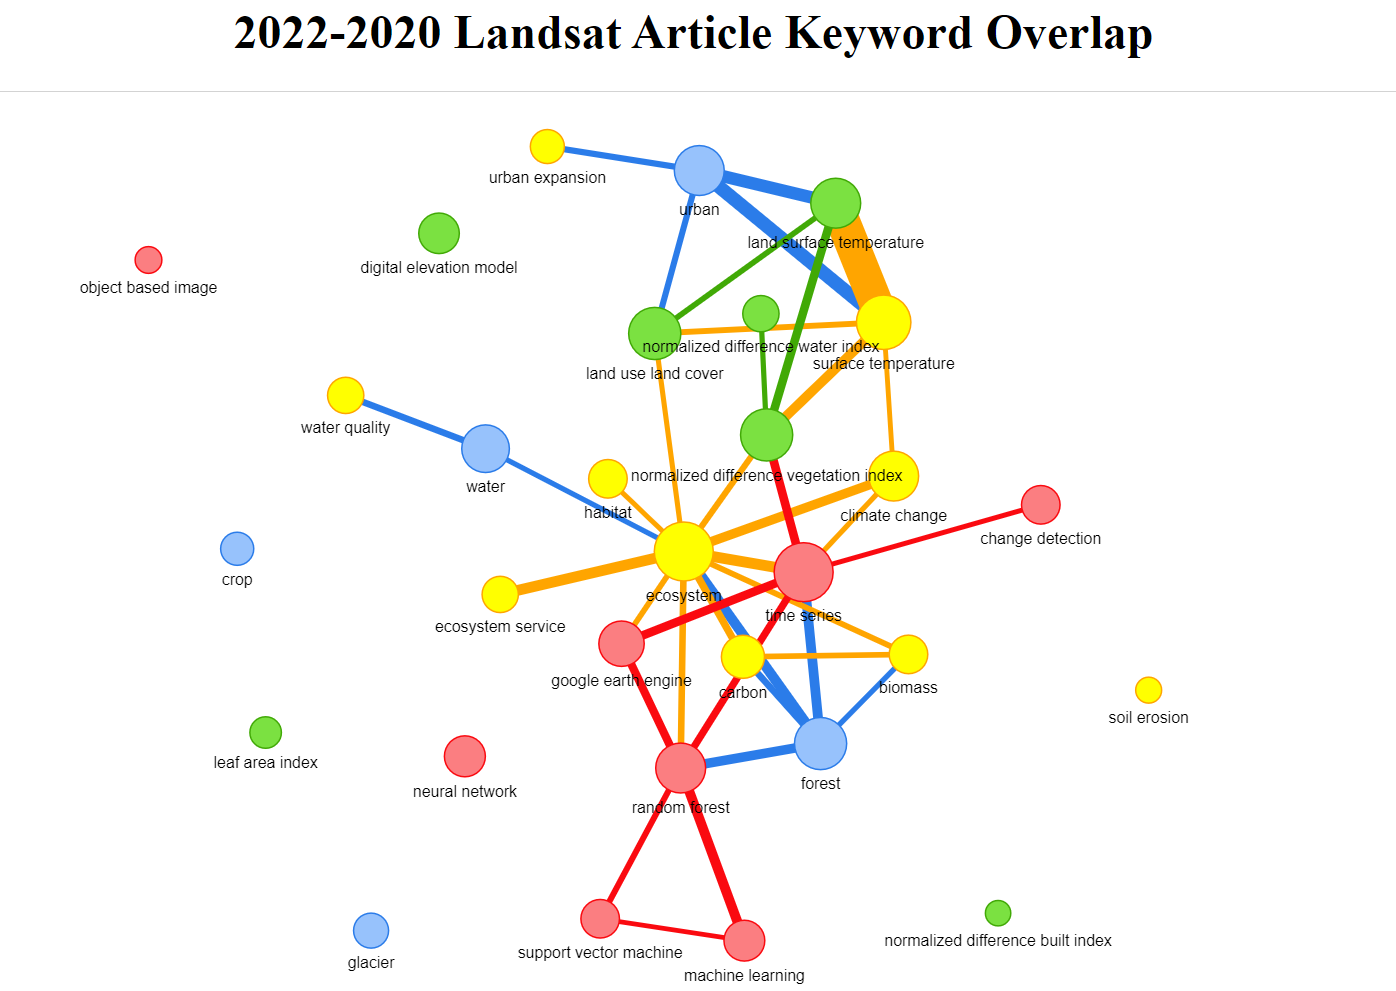 2022-2020 Landsat Article Keyword Overlap
urban expansion
urban
land surface temperature
digital elevation model
object based image
normalized difference water index
surface temperature
land use land cover
water quality
water
normalized difference vegetation index
habitat
climate change
change detection
crop
ecosystem
time series
ecosystem service
google earth engine
carbon
biomass
soil erosion
leaf area index
neural network
forest
random forest
support vector machine
machine learning
normalized difference built index
glacier